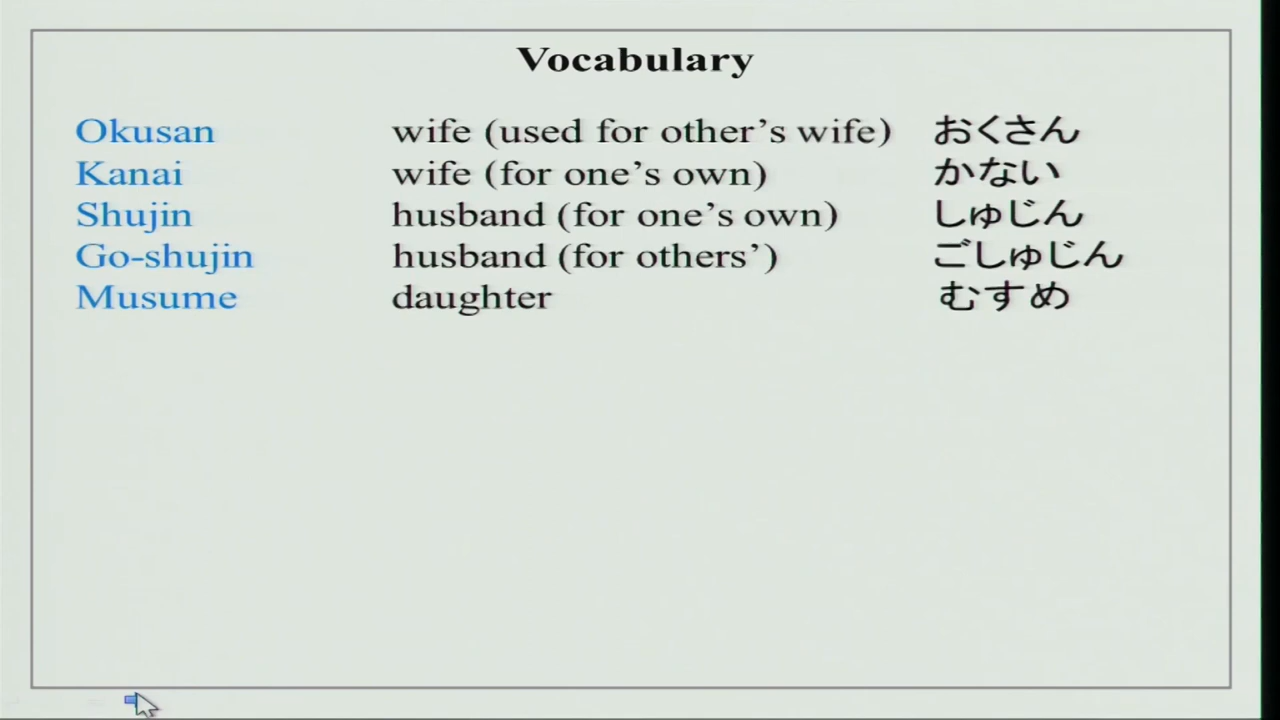 Vocabulary
Okusan wife (used for other's wife) おくさん
Kanai wife (for one's own) かない
Shujin husband (for one's own) しゅじん
Go-shujin husband (for others') ごしゅじん
Musume daughter むすめ